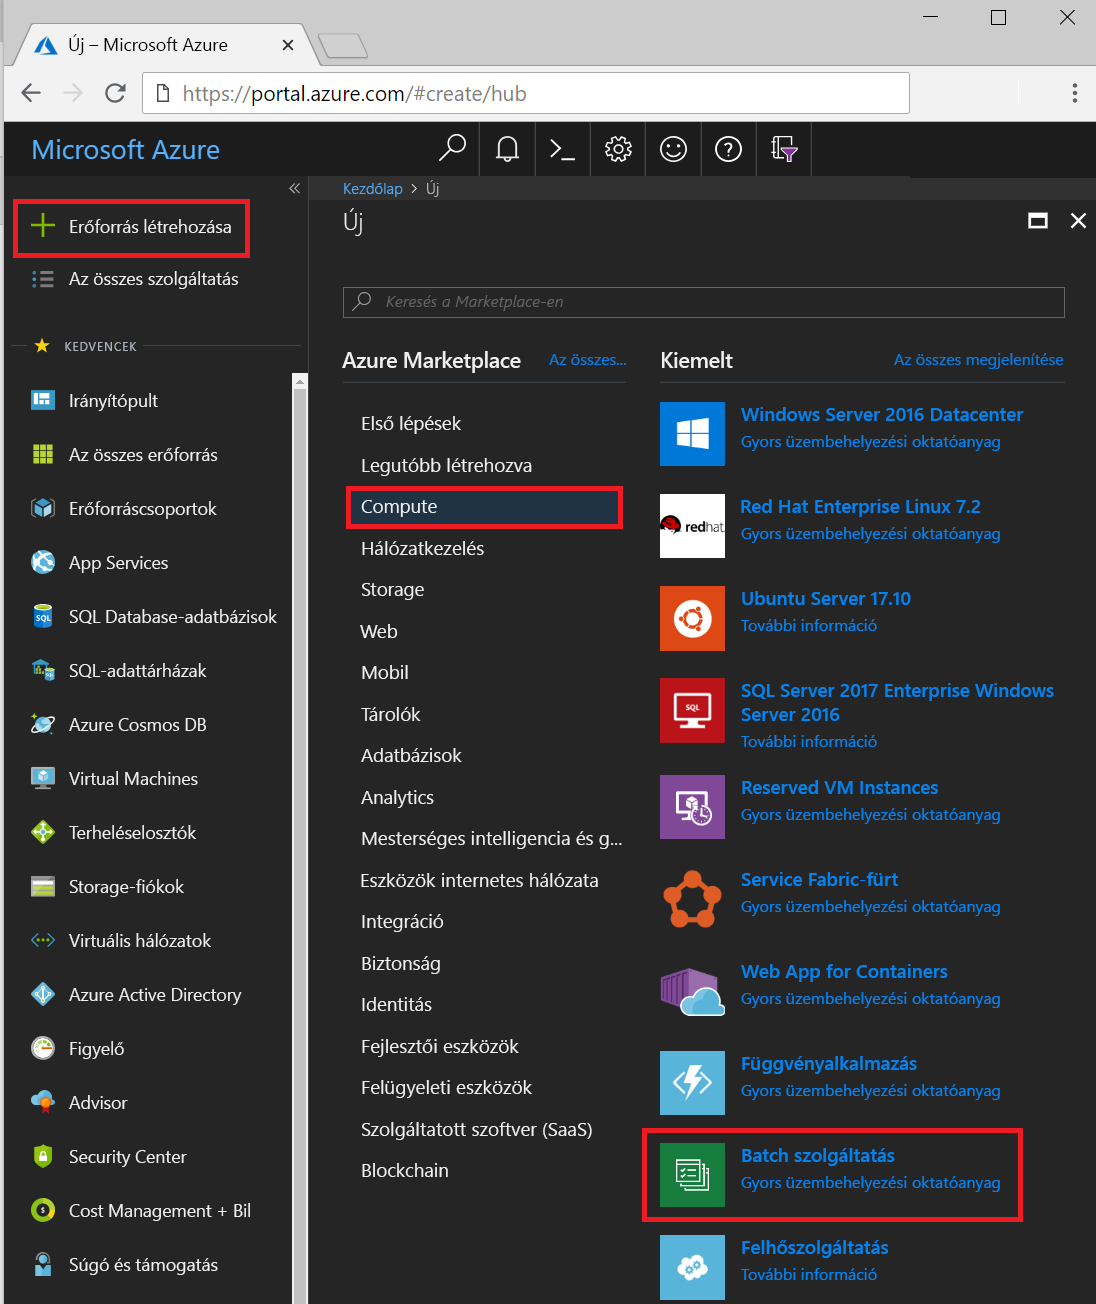 Új – Microsoft Azure
https://portal.azure.com/#create/hub
Microsoft Azure
Kezdőlap > Új
Erőforrás létrehozása
Az összes szolgáltatás
KEDVENCEK
Irányítópult
Az összes erőforrás
Erőforráscsoportok
App Services
SQL
SQL Database-adatbázisok
SQL-adattárházak
Azure Cosmos DB
Virtual Machines
Terheléselosztók
Storage-fiókok
Virtuális hálózatok
Azure Active Directory
Figyelő
Advisor
Security Center
Cost Management + Bil
Súgó és támogatás
Új
Keresés a Marketplace-en
Azure Marketplace
Az összes...
Első lépések
Legutóbb létrehozva
Compute
Hálózatkezelés
Storage
Web
Mobil
Tárolók
Adatbázisok
Analytics
Mesterséges intelligencia és g...
Eszközök internetes hálózata
Integráció
Biztonság
Identitás
Fejlesztői eszközök
Felügyeleti eszközök
Szolgáltatott szoftver (SaaS)
Blockchain
Kiemelt
Az összes megjelenítése
Windows Server 2016 Datacenter
Gyors üzembehelyezési oktatóanyag
redhat
Red Hat Enterprise Linux 7.2
Gyors üzembehelyezési oktatóanyag
Ubuntu Server 17.10
További információ
SQL
SQL Server 2017 Enterprise Windows
Server 2016
További információ
Reserved VM Instances
Gyors üzembehelyezési oktatóanyag
Service Fabric-fürt
Gyors üzembehelyezési oktatóanyag
Web App for Containers
Gyors üzembehelyezési oktatóanyag
Függvényalkalmazás
Gyors üzembehelyezési oktatóanyag
Batch szolgáltatás
Gyors üzembehelyezési oktatóanyag
Felhőszolgáltatás
További információ